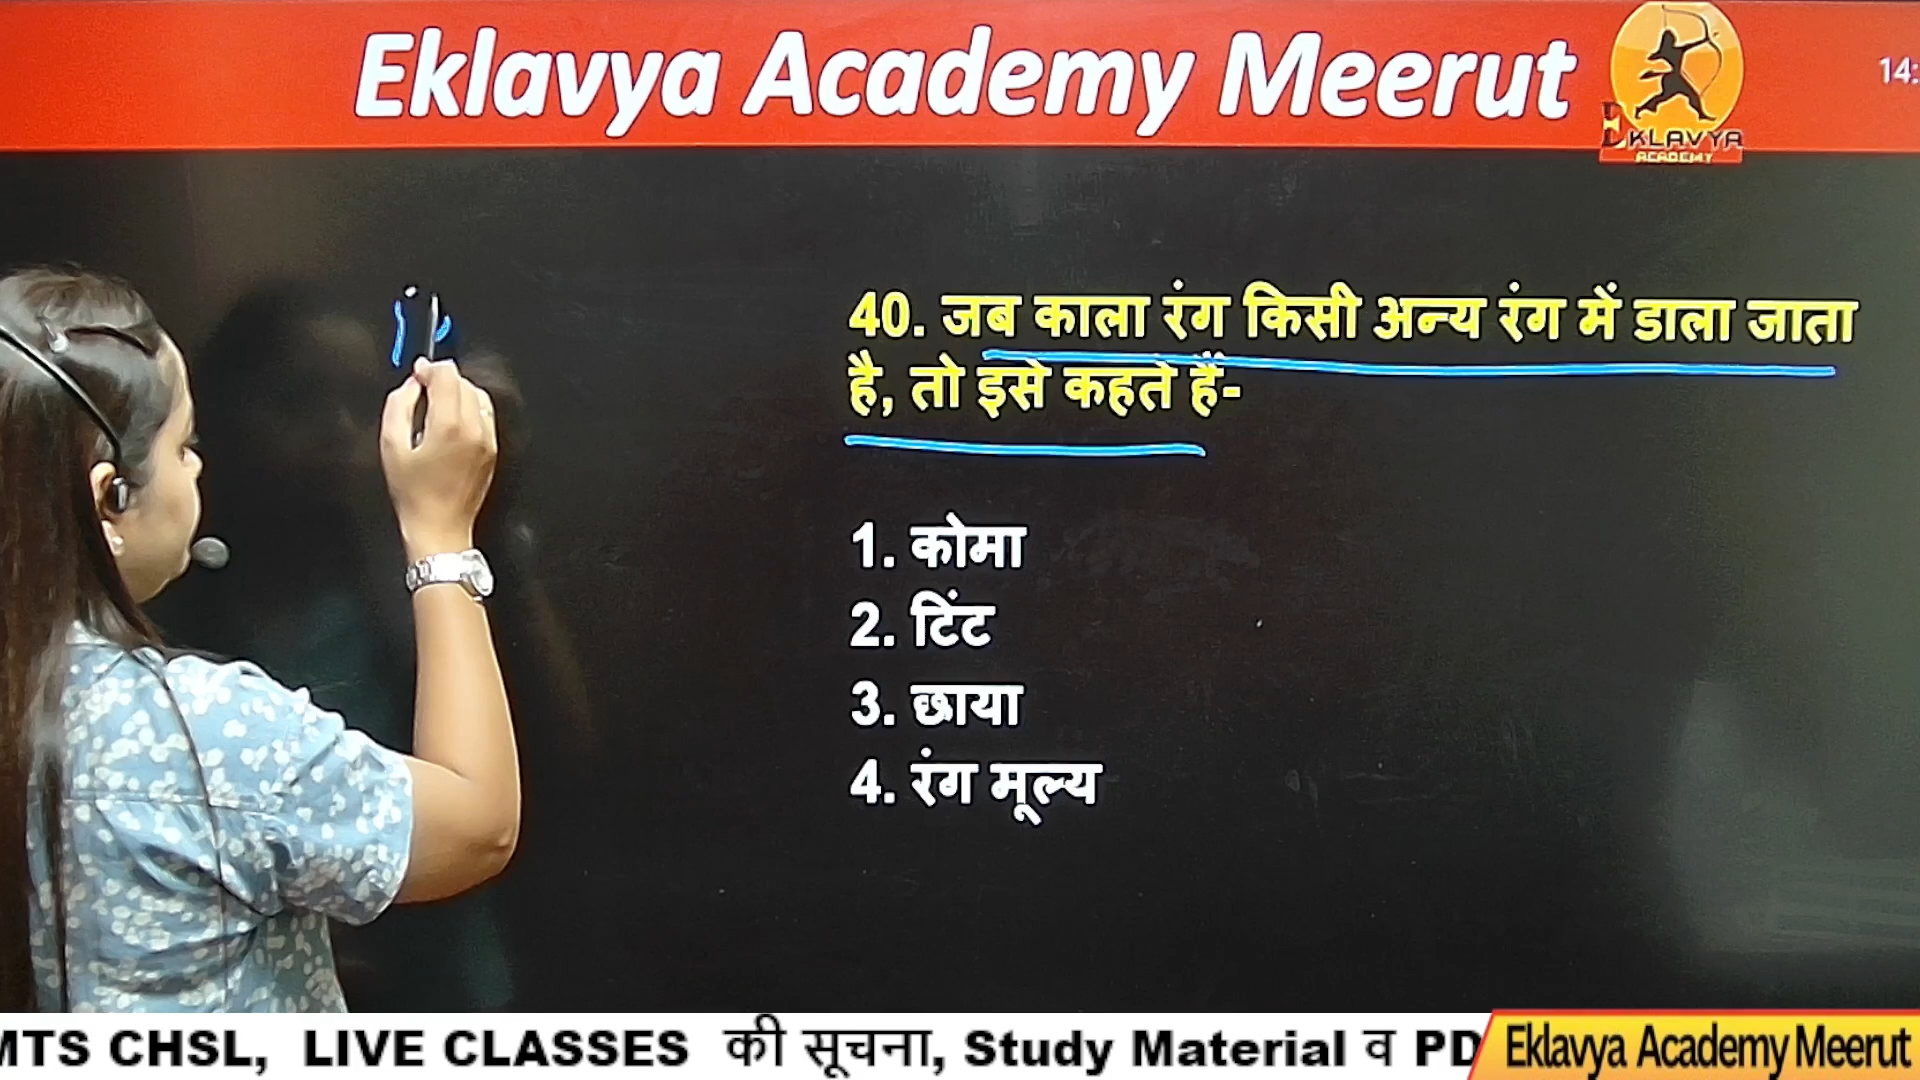 Eklavya Academy Meerut
EKLAVYA
ACADEMY
14:
40. जब काला रंग किसी अन्य रंग में डाला जाता
है, तो इसे कहते हैं-
1. कोमा
2. टिंट
3. छाया
4. रंग मूल्य
MTS CHSL, LIVE CLASSES की सूचना, Study Material व PD
Eklavya Academy Meerut